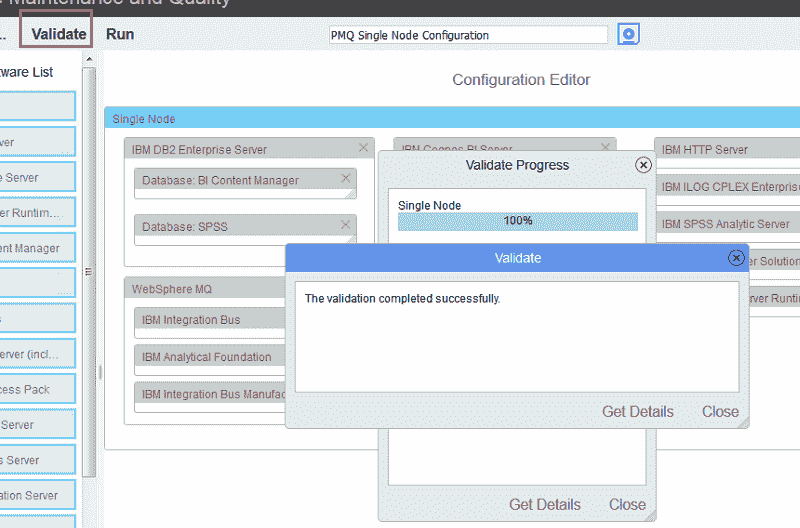 Maintenance and Quality
Validate Run PMQ Single Node Configuration
ware List
Configuration Editor
Single Node
IBM DB2 Enterprise Server
IBM Cognos BI Server
IBM HTTP Server
Database: BI Content Manager
Database: SPSS
WebSphere MQ
IBM Integration Bus
IBM Analytical Foundation
IBM Integration Bus Manufac
IBM ILOG CPLEX Enterprise
IBM SPSS Analytic Server
er Solution
erver Runtim
ver
e Server
er Runtim...
ent Manager
s
erver (incl...
cess Pack
Server
s Server
ation Server
Validate Progress
Single Node
100%
Validate
The validation completed successfully.
Get Details Close
Get Details Close